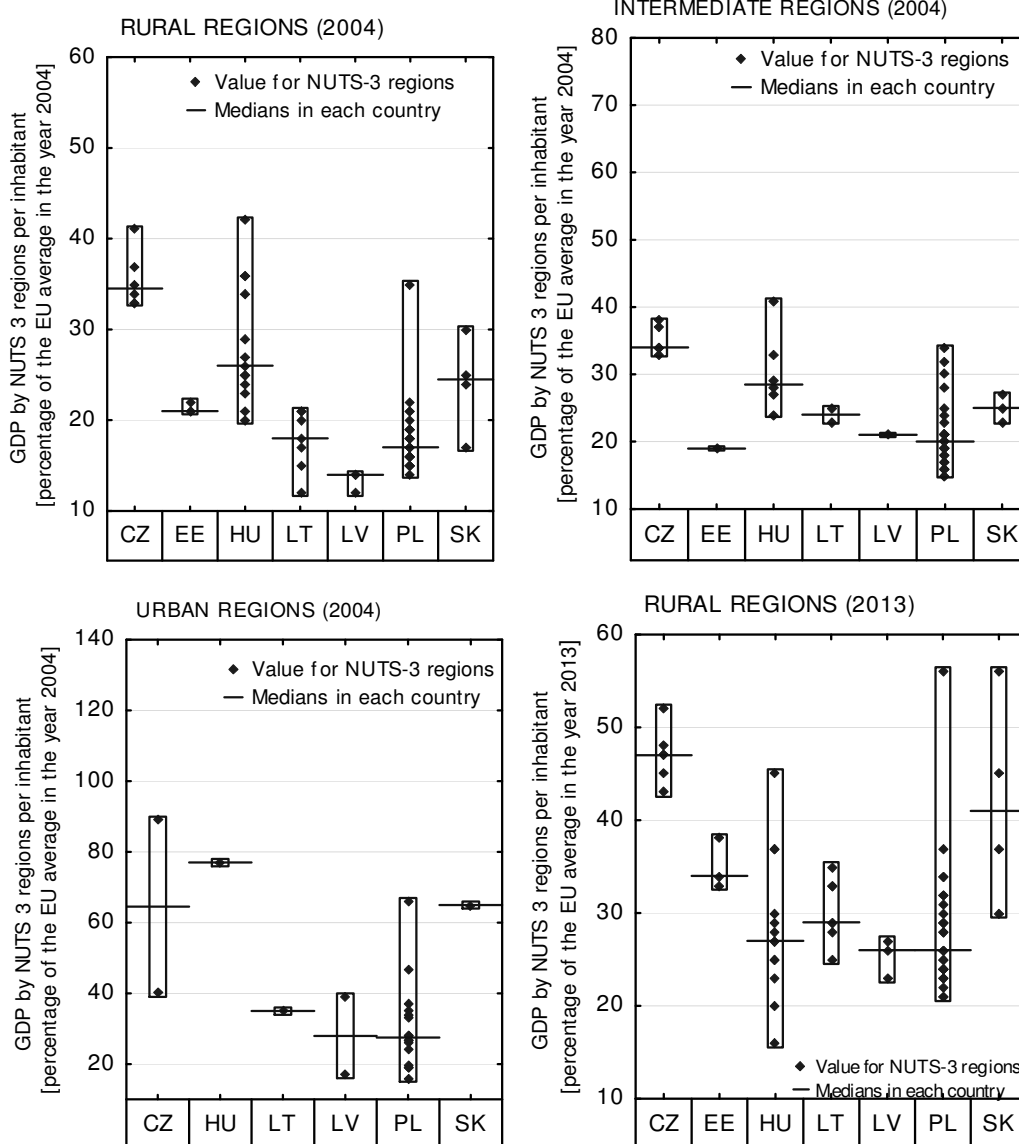 RURAL REGIONS (2004)
GDP by NUTS 3 regions per inhabitant
[percentage of the EU average in the year 2004]
60
50
40
30
20
10
Value for NUTS-3 regions
Medians in each country
CZ EE HU LT LV PL SK
INTERMEDIATE REGIONS (2004)
GDP by NUTS 3 regions per inhabitant
[percentage of the EU average in the year 2004]
80
70
60
50
40
30
20
10
Value for NUTS-3 regions
Medians in each country
CZ EE HU LT LV PL SK
URBAN REGIONS (2004)
GDP by NUTS 3 regions per inhabitant
[percentage of the EU average in the year 2004]
140
120
100
80
60
40
20
Value for NUTS-3 regions
Medians in each country
CZ HU LT LV PL SK
RURAL REGIONS (2013)
GDP by NUTS 3 regions per inhabitant
[percentage of the EU average in the year 2013]
60
50
40
30
20
10
Value for NUTS-3 regions
Medians in each country
CZ EE HU LT LV PL SK